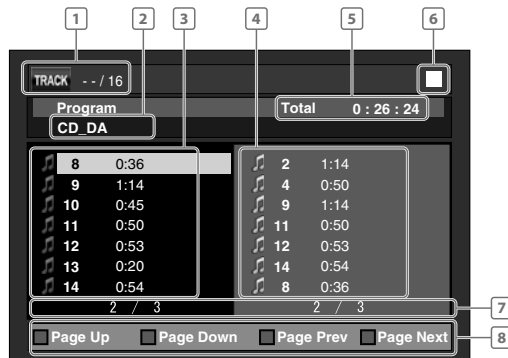 1 2 3 4 5 6
TRACK - - / 16
Program Total 0 : 26 : 24
CD_DA
8 0:36 2 1:14
9 1:14 4 0:50
10 0:45 9 1:14
11 0:50 11 0:50
12 0:53 12 0:53
13 0:20 14 0:54
14 0:54 8 0:36
2 / 3 2 / 3 7
Page Up Page Down Page Prev Page Next 8